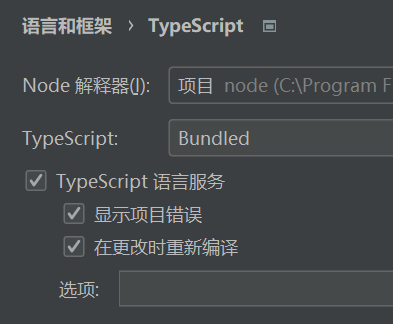 语言和框架 › TypeScript
Node 解释器(J): 项目 node (C:\Program F
TypeScript: Bundled
TypeScript 语言服务
显示项目错误
在更改时重新编译
选项: